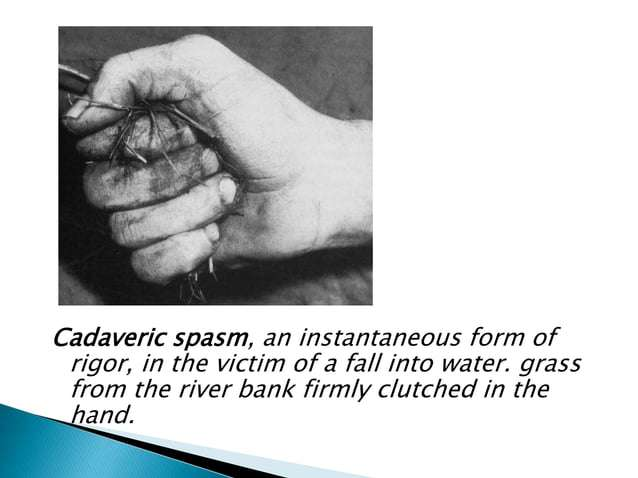 Cadaveric spasm, an instantaneous form of
rigor, in the victim of a fall into water. grass
from the river bank firmly clutched in the
hand.